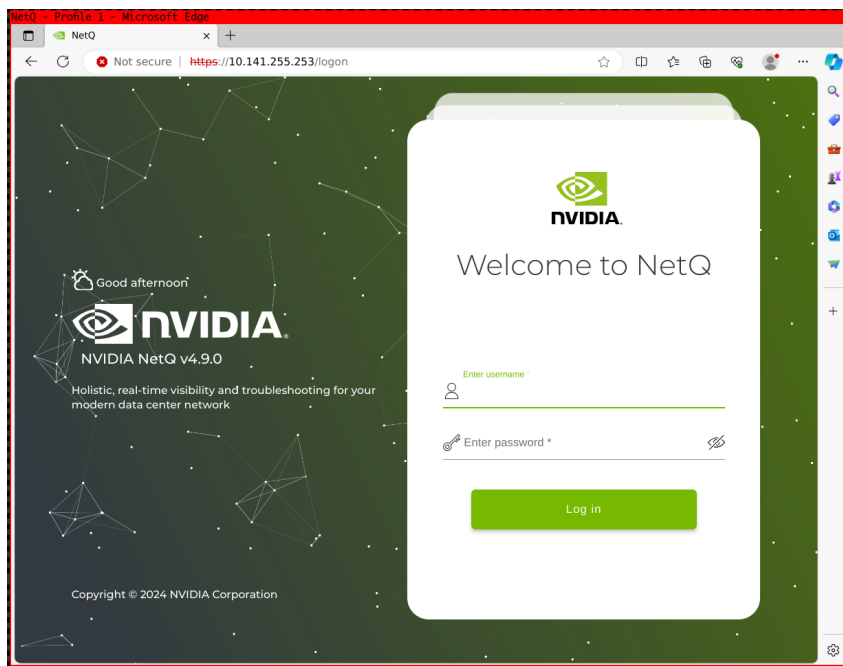 NetQ - Profile 1 - Microsoft Edge
NetQ
Not secure | https://10.141.255.253/logon
NVIDIA.
Welcome to NetQ
Good afternoon
NVIDIA.
NVIDIA NetQ v4.9.0
Holistic, real-time visibility and troubleshooting for your
modern data center network
Enter username *
Enter password *
Log in
Copyright © 2024 NVIDIA Corporation